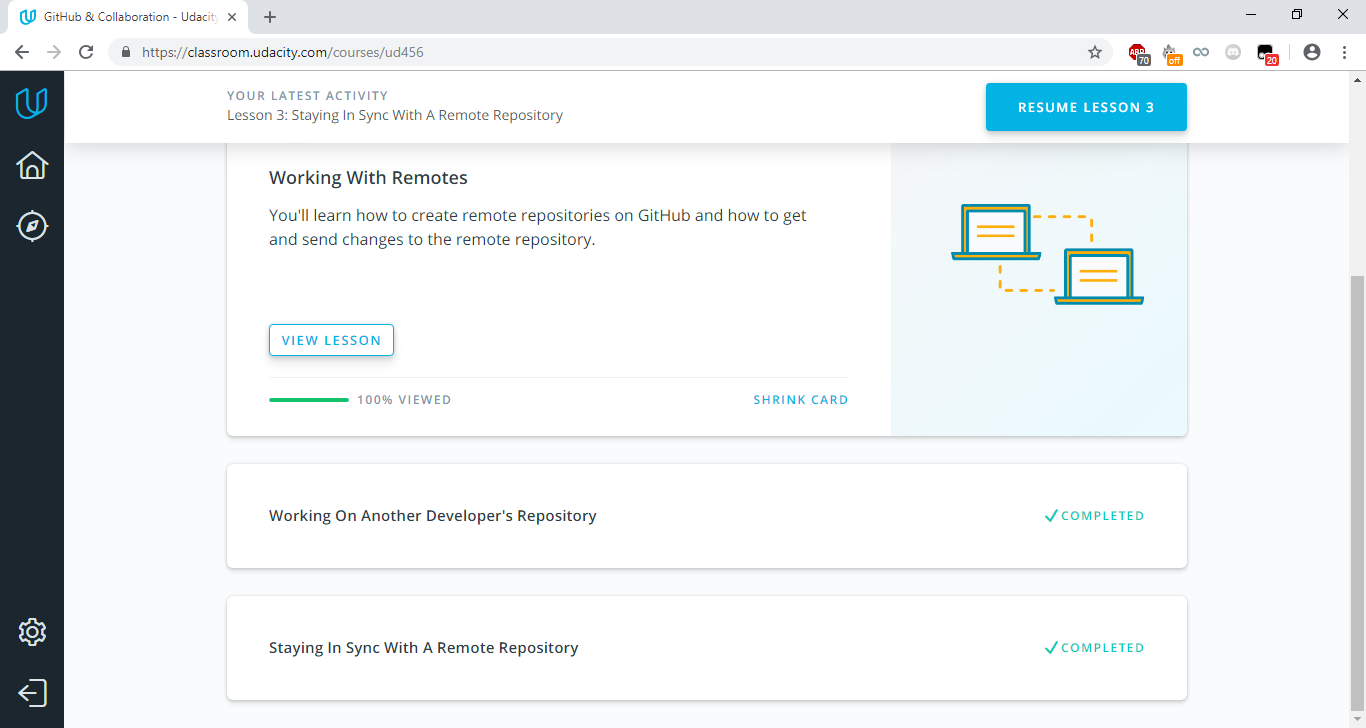 GitHub & Collaboration - Udacity
https://classroom.udacity.com/courses/ud456
ABP
70
off
20
YOUR LATEST ACTIVITY
Lesson 3: Staying In Sync With A Remote Repository
RESUME LESSON 3
Working With Remotes
You'll learn how to create remote repositories on GitHub and how to get
and send changes to the remote repository.
VIEW LESSON
100% VIEWED
SHRINK CARD
Working On Another Developer's Repository
COMPLETED
Staying In Sync With A Remote Repository
COMPLETED